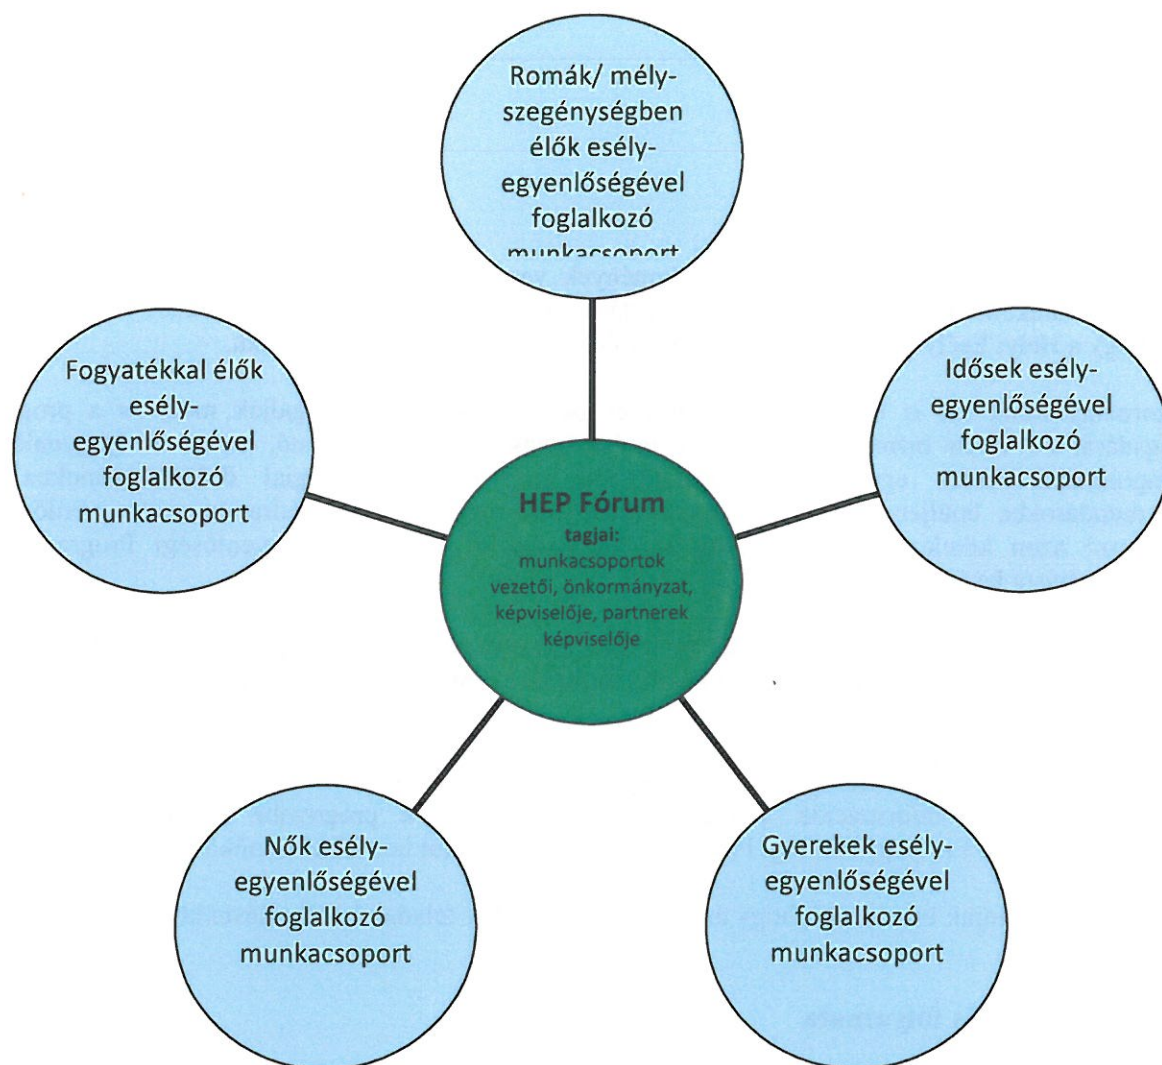 Romák/ mély-
szegénységben
élők esély-
egyenlőségével
foglalkozó
munkacsoport
Fogyatékkal élők
esély-
egyenlőségével
foglalkozó
munkacsoport
Idősek esély-
egyenlőségével
foglalkozó
munkacsoport
HEP Fórum
tagjai:
munkacsoportok
vezetői, önkormányzat,
képviselője, partnerek
képviselője
Nők esély-
egyenlőségével
foglalkozó
munkacsoport
Gyerekek esély-
egyenlőségével
foglalkozó
munkacsoport